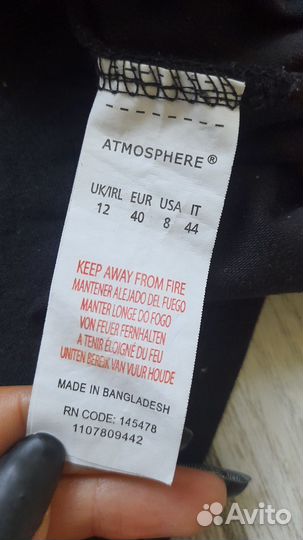 ATMOSPHERE®
UK/IRL EUR USA IT
12 40 8 44
KEEP AWAY FROM FIRE
MANTENER ALEJADO DEL FUEGO
MANTER LONGE DO FOGO
VON FEUER FERNHALTEN
A TENIR ÉLOIGNÉ DU FEU
UNITEN BEREIK VAN VUUR HOUDE
MADE IN BANGLADESH
RN CODE: 145478
1107809442
Avito